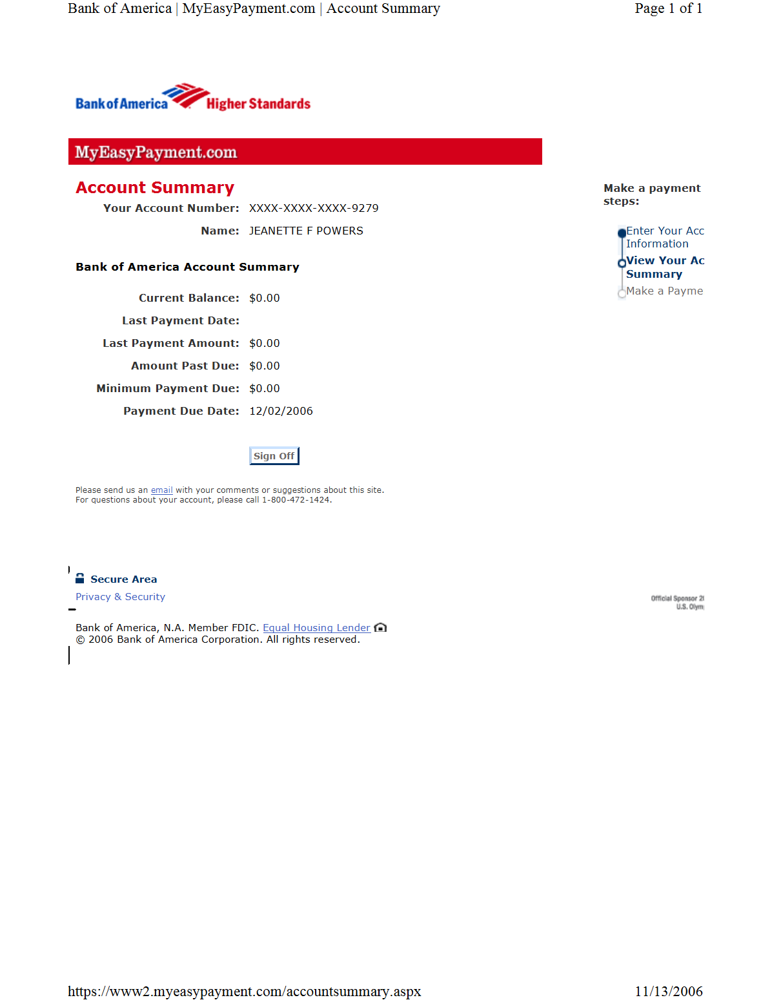 Bank of America | MyEasyPayment.com | Account Summary
Page 1 of 1
Bank of America Higher Standards
MyEasyPayment.com
Account Summary
Your Account Number: XXXX-XXXX-XXXX-9279
Name: JEANETTE F POWERS
Bank of America Account Summary
Current Balance: $0.00
Last Payment Date:
Last Payment Amount: $0.00
Amount Past Due: $0.00
Minimum Payment Due: $0.00
Payment Due Date: 12/02/2006
Sign Off
Make a payment
steps:
Enter Your Acc
Information
View Your Ac
Summary
Make a Payme
Please send us an email with your comments or suggestions about this site.
For questions about your account, please call 1-800-472-1424.
Secure Area
Privacy & Security
Official Sponsor 2
U.S. Olym
Bank of America, N.A. Member FDIC. Equal Housing Lender
© 2006 Bank of America Corporation. All rights reserved.
https://www2.myeasypayment.com/accountsummary.aspx
11/13/2006